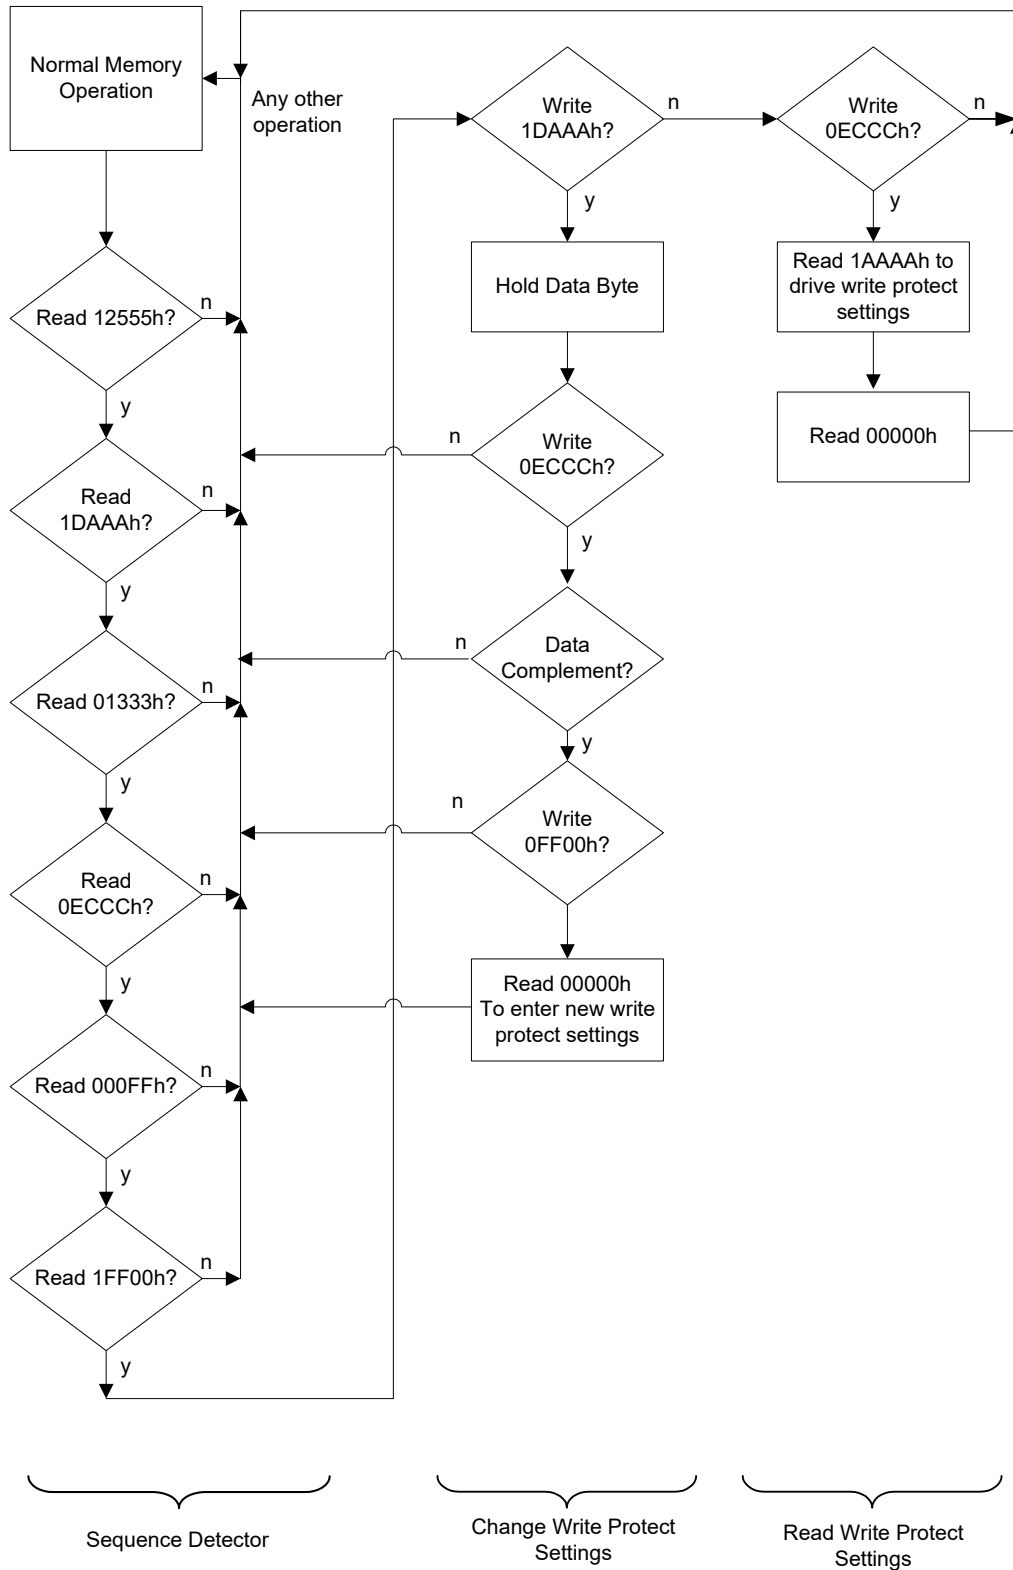 Normal Memory
Operation
Any other
operation
Read 12555h?
n
y
Read
1DAAAh?
n
y
Read 01333h?
n
y
Read
0ECCCh?
n
y
Read 000FFh?
n
y
Read 1FF00h?
n
y
Sequence Detector
Write
1DAAAh?
n
y
Hold Data Byte
Write
0ECCCh?
n
y
Data
Complement?
n
y
Write
0FF00h?
n
Read 00000h
To enter new write
protect settings
Change Write Protect
Settings
Write
0ECCCh?
n
y
Read 1AAAAh to
drive write protect
settings
Read 00000h
Read Write Protect
Settings